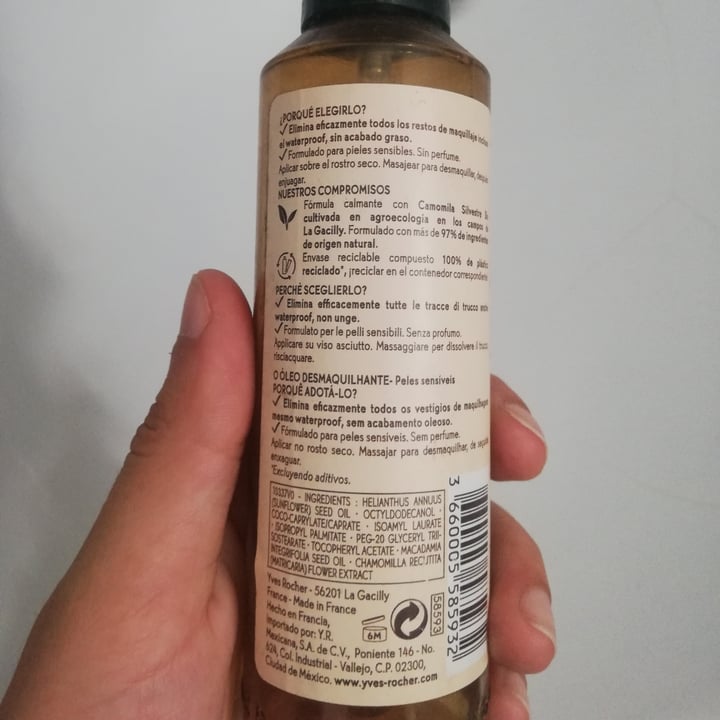 ¿PORQUÉ ELEGIRLO?
✓ Elimina eficazmente todos los restos de maquillaje
el waterproof, sin acabado graso.
✓ Formulado para pieles sensibles. Sin perfume.
Aplicar sobre el rostro seco. Masajear para desmaquillar,
enjuagar.
NUESTROS COMPROMISOS
Fórmula calmante con Camomila Silvestre
cultivada en agroecología en los campos
La Gacilly. Formulado con más de 97% de ingredientes
de origen natural.
Envase reciclable compuesto 100% de plástico
reciclado*, ¡reciclar en el contenedor correspondiente
PERCHÉ SCEGLIERLO?
✓ Elimina efficacemente tutte le tracce di trucco anche
waterproof, non unge.
✓ Formulato per le pelli sensibili. Senza profumo.
Applicare su viso asciutto. Massaggiare per dissolvere il trucco
risciacquare.
O ÓLEO DESMAQUILHANTE- Peles sensiveis
PORQUÊ ADOTÁ-LO?
✓ Elimina eficazmente todos os vestígios de maquilhagem
mesmo waterproof, sem acabamento oleoso.
✓ Fórmulado para peles sensiveis. Sem perfume.
Aplicar no rosto seco. Massajar para desmaquilhar, de seguida
enxaguar.
*Excluyendo aditivos.
10337V0 - INGREDIENTS : HELIANTHUS ANNUUS
(SUNFLOWER) SEED OIL · OCTYLDODECANOL ·
COCO-CAPRYLATE/CAPRATE · ISOAMYL LAURATE
· ISOPROPYL PALMITATE · PEG-20 GLYCERYL TRII-
SOSTEARATE · TOCOPHERYL ACETATE · MACADAMIA
INTEGRIFOLIA SEED OIL · CHAMOMILLA RECUTITA
(MATRICARIA) FLOWER EXTRACT
Yves Rocher - 56201 La Gacilly
France - Made in France
Hecho en Francia,
importado por: Y.R.
Mexicana, S.A. de C.V., Poniente 146 - No.
624, Col. Industrial - Vallejo, C.P. 02300,
Ciudad de México. www.yves-rocher.com
6M
58593
3 660005 585932